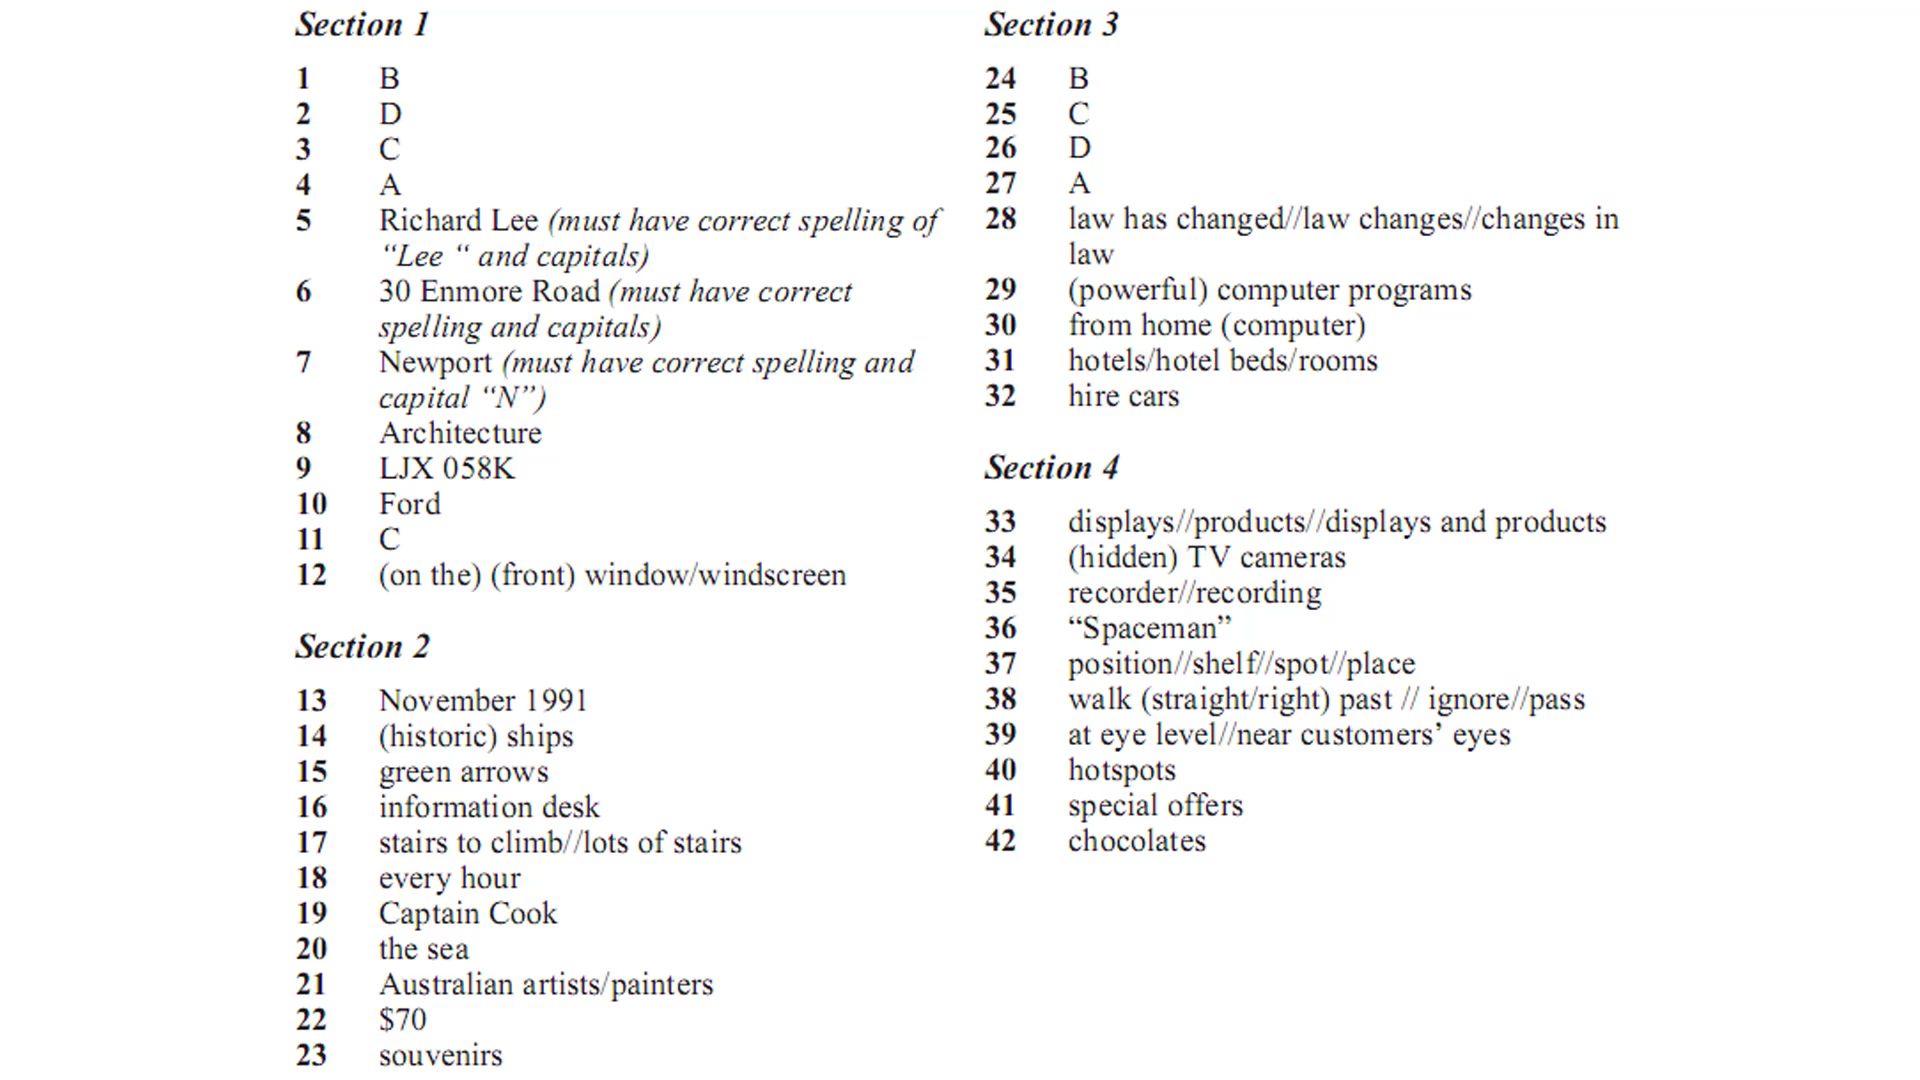 Section 1
1 B
2 D
3 C
4 A
5 Richard Lee (must have correct spelling of
“Lee “ and capitals)
6 30 Enmore Road (must have correct
spelling and capitals)
7 Newport (must have correct spelling and
capital “N”)
8 Architecture
9 LJX 058K
10 Ford
11 C
12 (on the) (front) window/windscreen
Section 2
13 November 1991
14 (historic) ships
15 green arrows
16 information desk
17 stairs to climb//lots of stairs
18 every hour
19 Captain Cook
20 the sea
21 Australian artists/painters
22 $70
23 souvenirs
Section 3
24 B
25 C
26 D
27 A
28 law has changed//law changes//changes in
law
29 (powerful) computer programs
30 from home (computer)
31 hotels/hotel beds/rooms
32 hire cars
Section 4
33 displays//products//displays and products
34 (hidden) TV cameras
35 recorder//recording
36 “Spaceman”
37 position//shelf//spot//place
38 walk (straight/right) past // ignore//pass
39 at eye level//near customers’ eyes
40 hotspots
41 special offers
42 chocolates